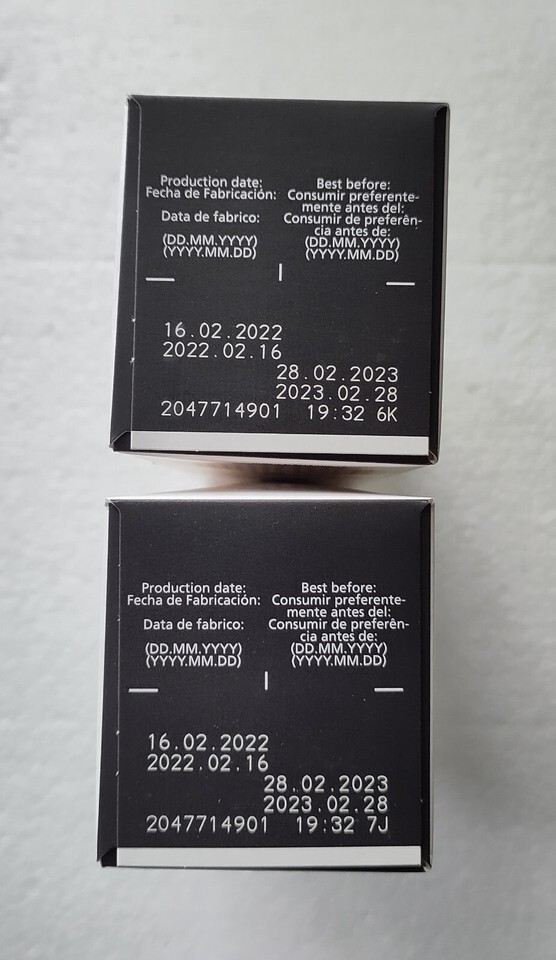 Production date:
Fecha de Fabricación:
Data de fabrico:
(DD.MM.YYYY)
(YYYY.MM.DD)
Best before:
Consumir preferente-
mente antes del:
Consumir de preferên-
cia antes de:
(DD.MM.YYYY)
(YYYY.MM.DD)
16.02.2022
2022.02.16
28.02.2023
2023.02.28
2047714901 19:32 6K
Production date:
Fecha de Fabricación:
Data de fabrico:
(DD.MM.YYYY)
(YYYY.MM.DD)
Best before:
Consumir preferente-
mente antes del:
Consumir de preferên-
cia antes de:
(DD.MM.YYYY)
(YYYY.MM.DD)
16.02.2022
2022.02.16
28.02.2023
2023.02.28
2047714901 19:32 7J